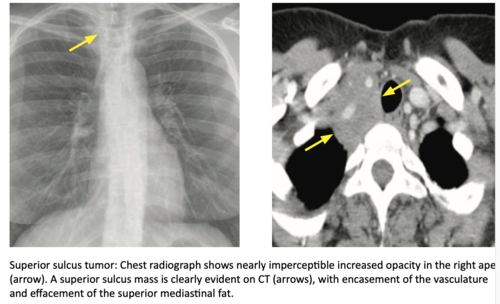 Superior sulcus tumor: Chest radiograph shows nearly imperceptible increased opacity in the right ape
(arrow). A superior sulcus mass is clearly evident on CT (arrows), with encasement of the vasculature
and effacement of the superior mediastinal fat.